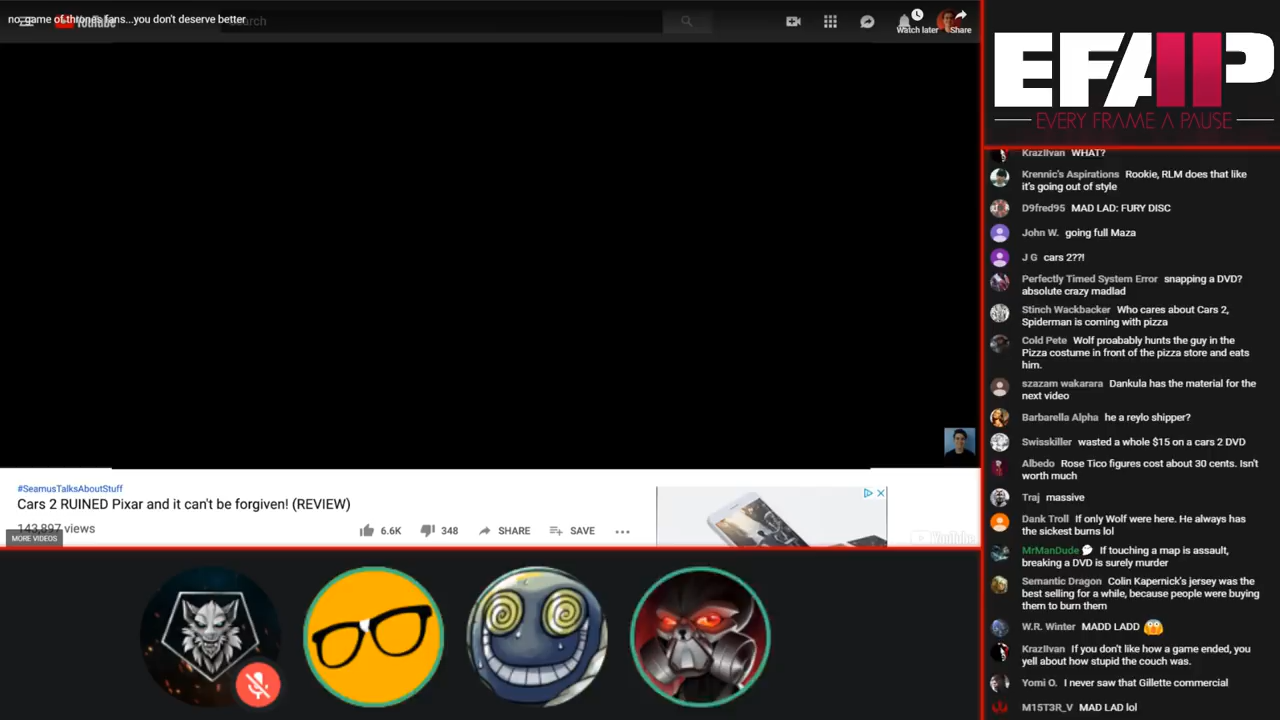 no, game of thrones fans...you don't deserve better
Watch later
Share
EFAP
EVERY FRAME A PAUSE
#SeamusTalksAboutStuff
Cars 2 RUINED Pixar and it can't be forgiven! (REVIEW)
143,897 views
6.6K
348
SHARE
SAVE
MORE VIDEOS
YouTube
KrazIIvan WHAT?
Krennic's Aspirations Rookie, RLM does that like
it's going out of style
D9fred95 MAD LAD: FURY DISC
John W. going full Maza
J G cars 2??!
Perfectly Timed System Error snapping a DVD?
absolute crazy madlad
Stinch Wackbacker Who cares about Cars 2,
Spiderman is coming with pizza
Cold Pete Wolf proabably hunts the guy in the
Pizza costume in front of the pizza store and eats
him.
szazam wakarara Dankula has the material for the
next video
Barbarella Alpha he a reylo shipper?
Swisskiller wasted a whole $15 on a cars 2 DVD
Albedo Rose Tico figures cost about 30 cents. Isn't
worth much
Traj massive
Dank Troll If only Wolf were here. He always has
the sickest burns lol
MrManDude If touching a map is assault,
breaking a DVD is surely murder
Semantic Dragon Colin Kapernick's jersey was the
best selling for a while, because people were buying
them to burn them
W.R. Winter MADD LADD
KrazIIvan If you don't like how a game ended, you
yell about how stupid the couch was.
Yomi O. I never saw that Gillette commercial
M15T3R_V MAD LAD lol